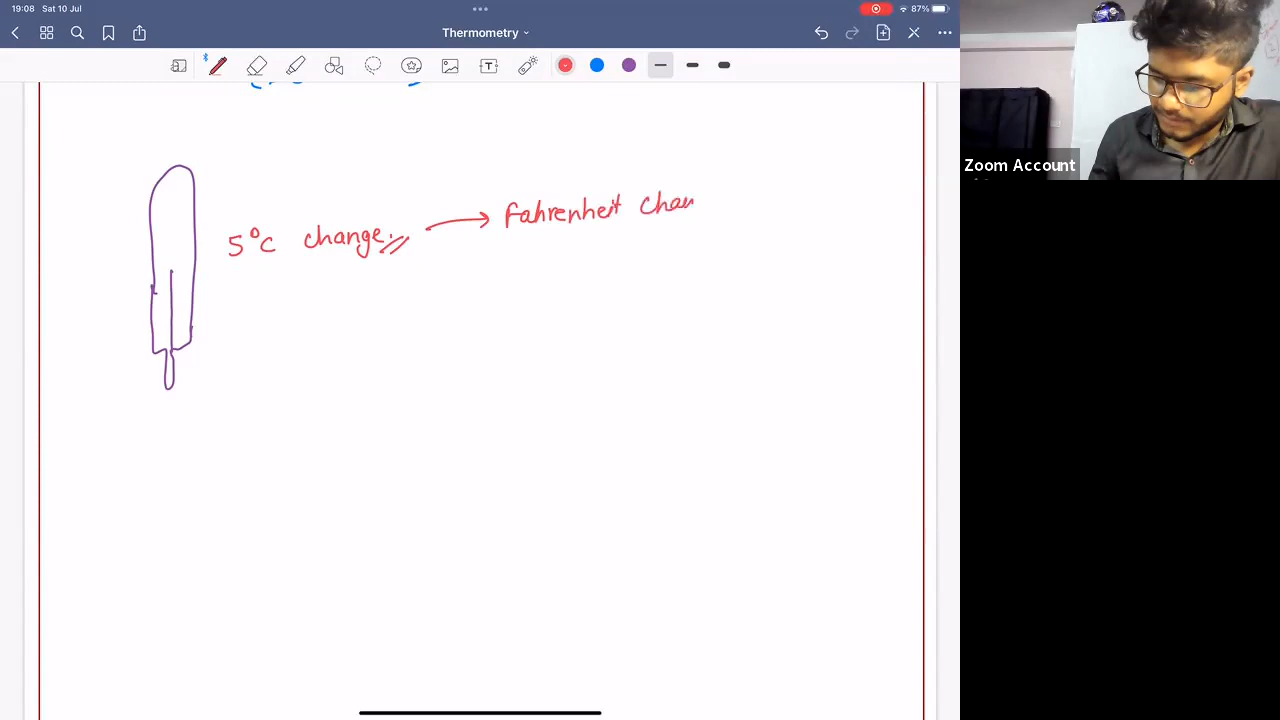 19:08 Sat 10 Jul
87%
Thermometry
T
Zoom Account
5°C change. → Fahrenheit Chan